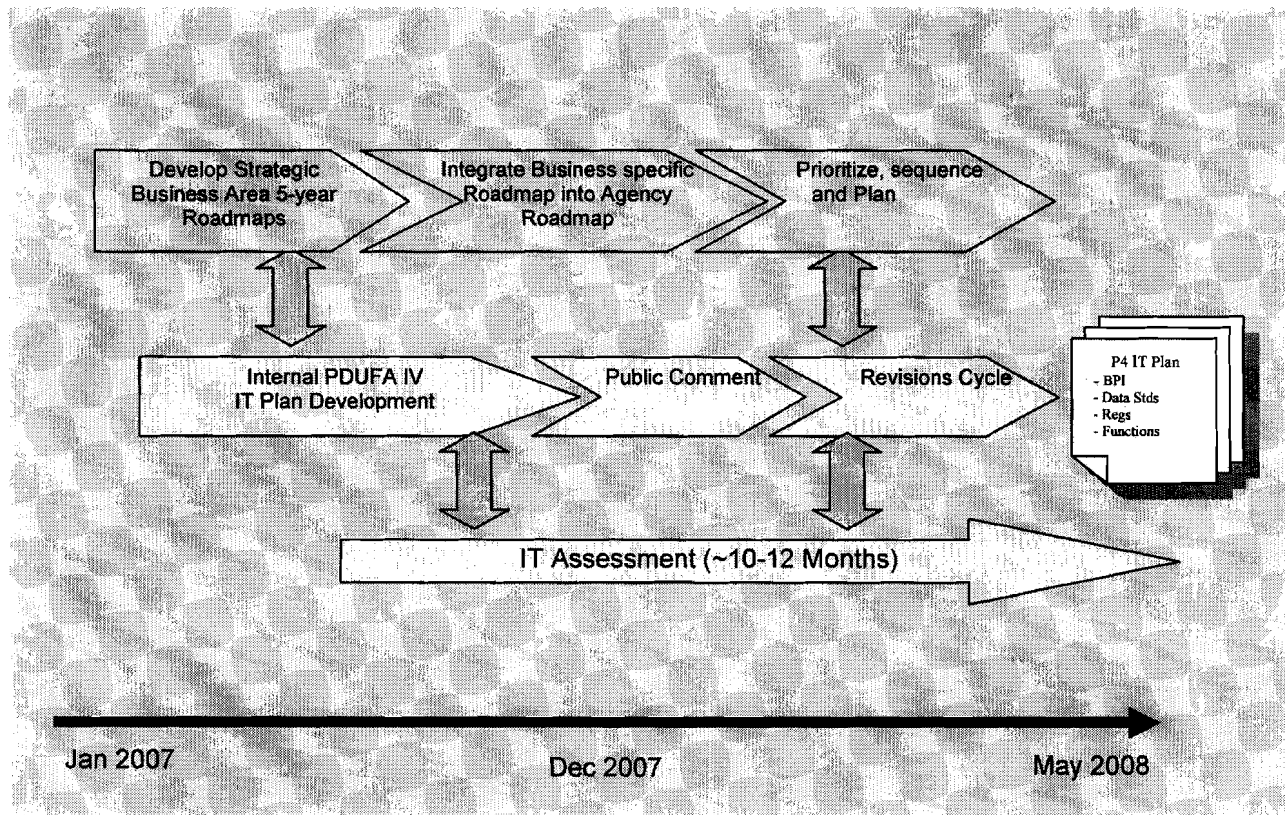 Develop Strategic
Business Area 5-year
Roadmaps
Integrate Business specific
Roadmap into Agency
Roadmap
Prioritize, sequence
and Plan
Internal PDUFA IV
IT Plan Development
Public Comment
Revisions Cycle
P4 IT Plan
- BPI
- Data Stds
- Regs
- Functions
IT Assessment (~10-12 Months)
Jan 2007
Dec 2007
May 2008